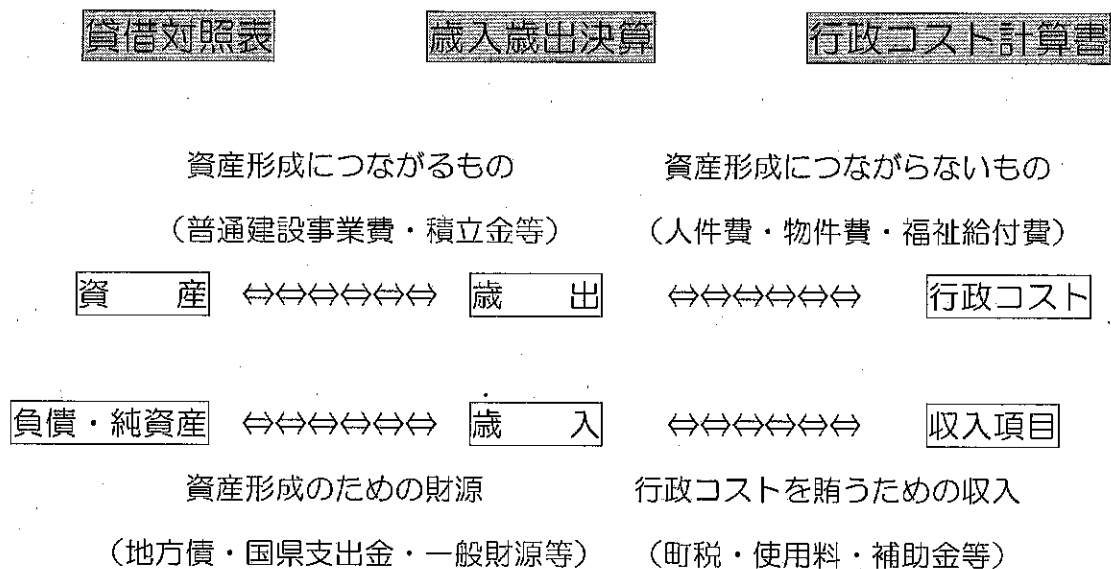 貸借対照表 歳入歳出決算 行政コスト計算書
資産形成につながるもの 資産形成につながらないもの
(普通建設事業費・積立金等) (人件費・物件費・福祉給付費)
資 産 ⇔⇔⇔⇔⇔⇔ 歳 出 ⇔⇔⇔⇔⇔⇔ 行政コスト
負債・純資産 ⇔⇔⇔⇔⇔⇔ 歳 入 ⇔⇔⇔⇔⇔⇔ 収入項目
資産形成のための財源 行政コストを賄うための収入
(地方債・国県支出金・一般財源等) (町税・使用料・補助金等)